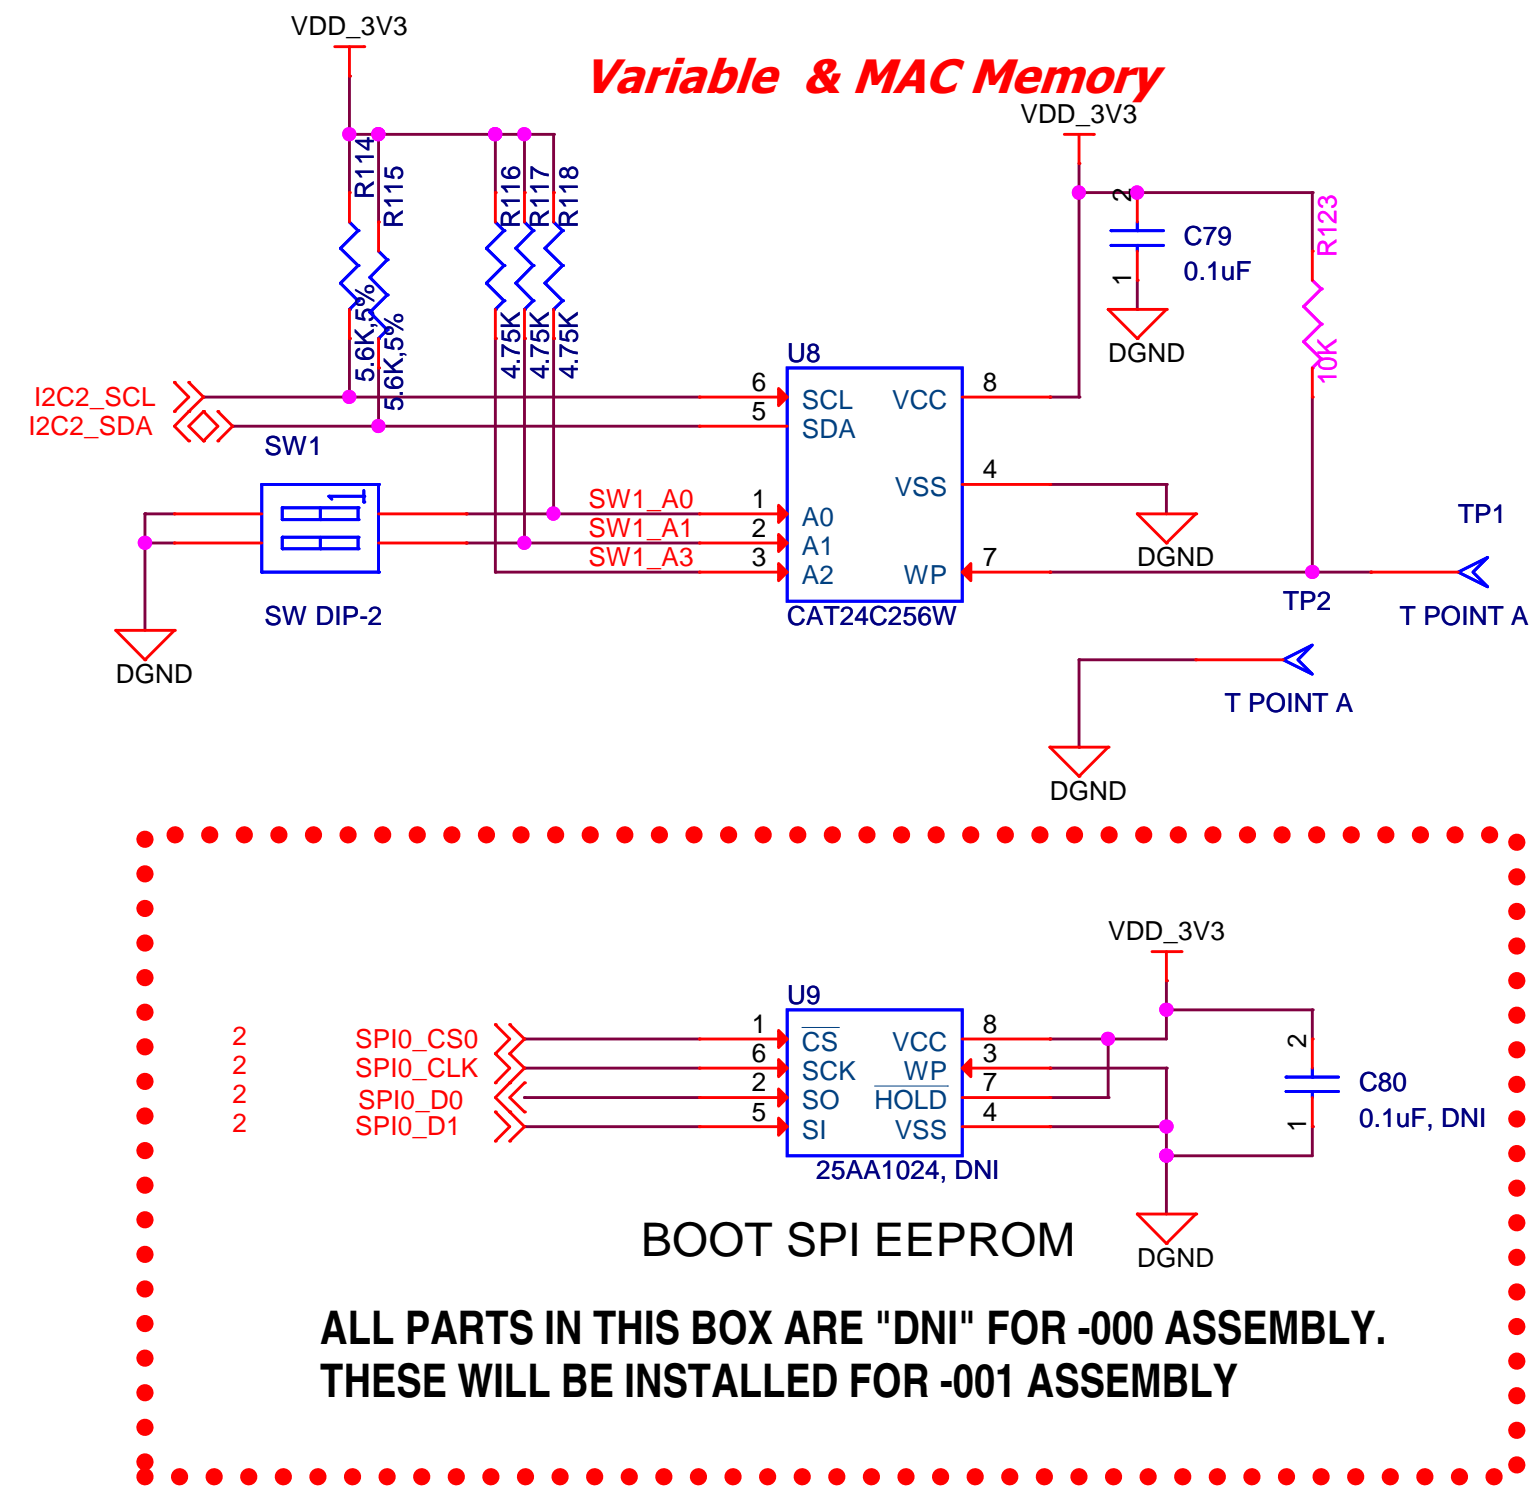 VDD_3V3
Variable & MAC Memory
VDD_3V3
R114
R115
R116
R117
R118
5.6K,5%
5.6K,5%
4.75K
4.75K
4.75K
2
1
C79
0.1uF
DGND
R123
10K
I2C2_SCL
I2C2_SDA
SW1
1
SW DIP-2
DGND
SW1_A0
SW1_A1
SW1_A3
U8
6
5
1
2
3
SCL
SDA
A0
A1
A2
VCC
VSS
WP
8
4
7
CAT24C256W
DGND
TP1
T POINT A
TP2
T POINT A
DGND
VDD_3V3
2 SPI0_CS0
2 SPI0_CLK
2 SPI0_D0
2 SPI0_D1
U9
1 CS VCC 8
6 SCK WP 3
2 SO HOLD 7
5 SI VSS 4
25AA1024, DNI
2
1
C80
0.1uF, DNI
DGND
BOOT SPI EEPROM
ALL PARTS IN THIS BOX ARE "DNI" FOR -000 ASSEMBLY.
THESE WILL BE INSTALLED FOR -001 ASSEMBLY